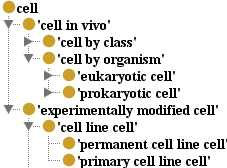 cell
'cell in vivo'
'cell by class'
'cell by organism'
'eukaryotic cell'
'prokaryotic cell'
'experimentally modified cell'
'cell line cell'
'permanent cell line cell'
'primary cell line cell'